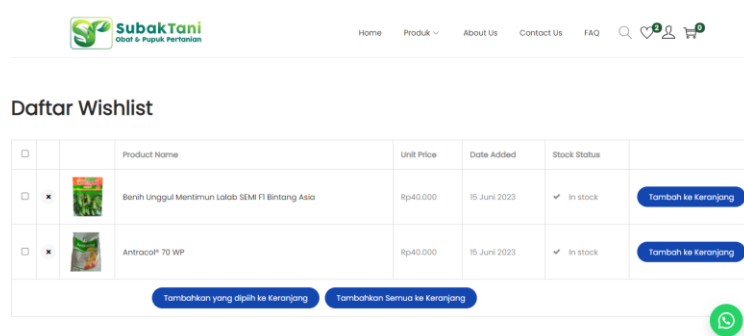 SubakTani
Obat & Pupuk Pertanian
Home Produk About Us Contact Us FAQ 2 0
Daftar Wishlist
Product Name Unit Price Date Added Stock Status
Benih Unggul Mentimun Lalab SEMI F1 Bintang Asia Rp40.000 15 Juni 2023 In stock Tambah ke Keranjang
Antracol® 70 WP Rp40.000 15 Juni 2023 In stock Tambah ke Keranjang
Tambahkan yang dipiih ke Keranjang Tambahkan Semua ke Keranjang